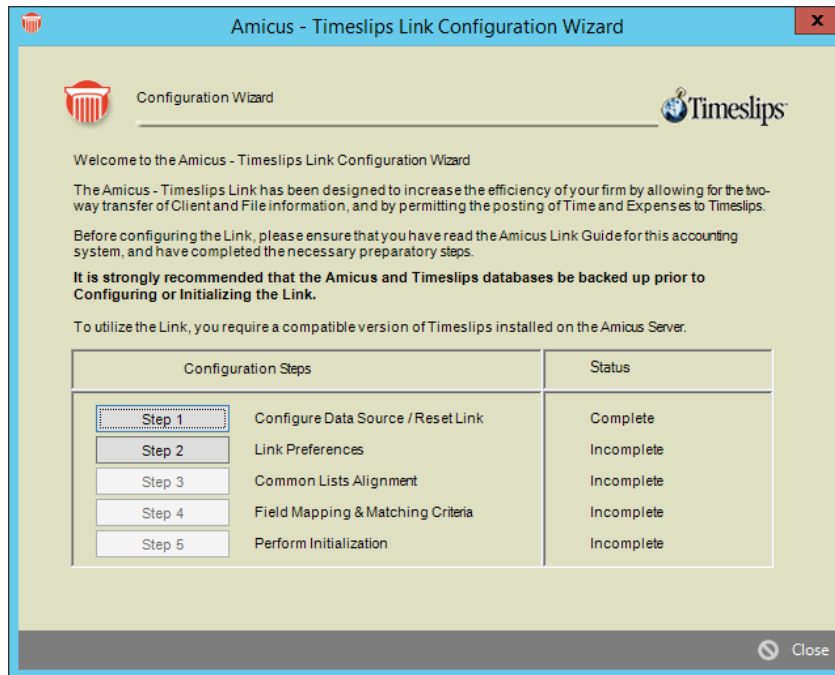 Amicus - Timeslips Link Configuration Wizard
x
Configuration Wizard
Timeslips
Welcome to the Amicus - Timeslips Link Configuration Wizard
The Amicus - Timeslips Link has been designed to increase the efficiency of your firm by allowing for the two-
way transfer of Client and File information, and by permitting the posting of Time and Expenses to Timeslips.
Before configuring the Link, please ensure that you have read the Amicus Link Guide for this accounting
system, and have completed the necessary preparatory steps.
It is strongly recommended that the Amicus and Timeslips databases be backed up prior to
Configuring or Initializing the Link.
To utilize the Link, you require a compatible version of Timeslips installed on the Amicus Server.
Configuration Steps Status
Step 1 Configure Data Source / Reset Link Complete
Step 2 Link Preferences Incomplete
Step 3 Common Lists Alignment Incomplete
Step 4 Field Mapping & Matching Criteria Incomplete
Step 5 Perform Initialization Incomplete
Close